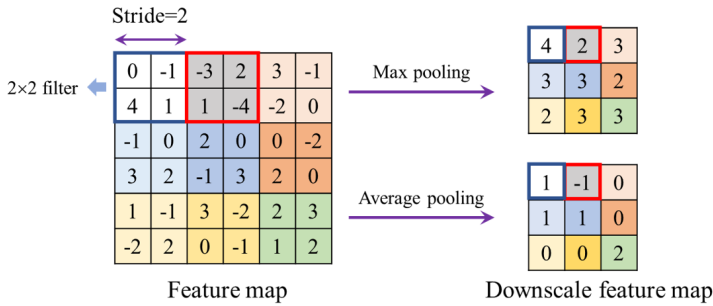 Stride=2
2×2 filter
0 -1 -3 2 3 -1
4 1 1 -4 -2 0
-1 0 2 0 0 -2
3 2 -1 3 2 0
1 -1 3 -2 2 3
-2 2 0 -1 1 2
Feature map
Max pooling
4 2 3
3 3 2
2 3 3
Average pooling
1 -1 0
1 1 0
0 0 2
Downscale feature map